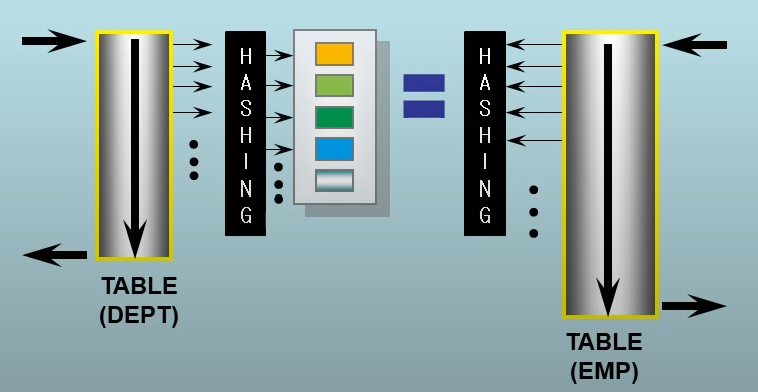 HASHING
HASHING
TABLE
(DEPT)
TABLE
(EMP)